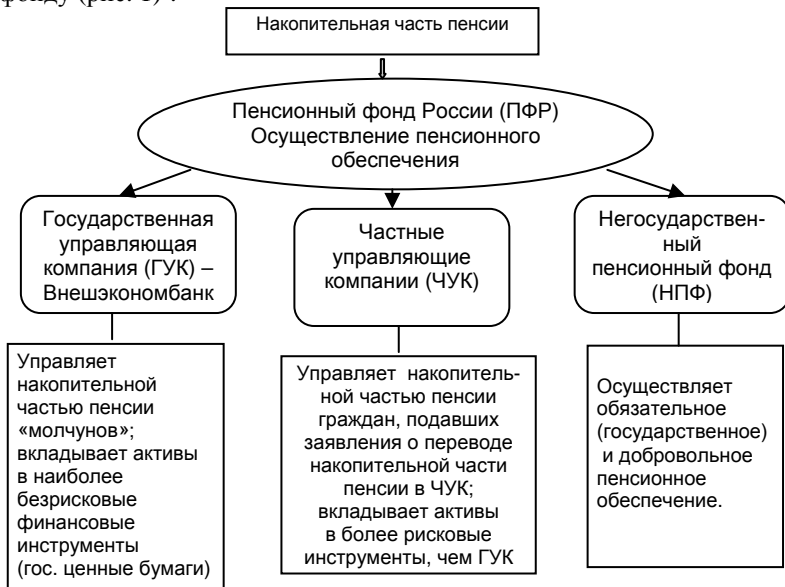 фонду (рис. 1) .
Накопительная часть пенсии
Пенсионный фонд России (ПФР)
Осуществление пенсионного
обеспечения
Государственная
управляющая
компания (ГУК) –
Внешэкономбанк
Частные
управляющие
компании (ЧУК)
Негосударствен-
ный
пенсионный фонд
(НПФ)
Управляет
накопительной
частью пенсии
«молчунов»;
вкладывает активы
в наиболее
безрисковые
финансовые
инструменты
(гос. ценные бумаги)
Управляет накопитель-
ной частью пенсии
граждан, подавших
заявления о переводе
накопительной части
пенсии в ЧУК;
вкладывает активы
в более рисковые
инструменты, чем ГУК
Осуществляет
обязательное
(государственное)
и добровольное
пенсионное
обеспечение.